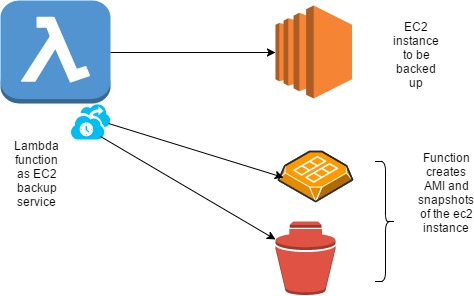 EC2
instance
to be
backed
up
Lambda
function
as EC2
backup
service
Function
creates
AMI and
snapshots
of the ec2
instance